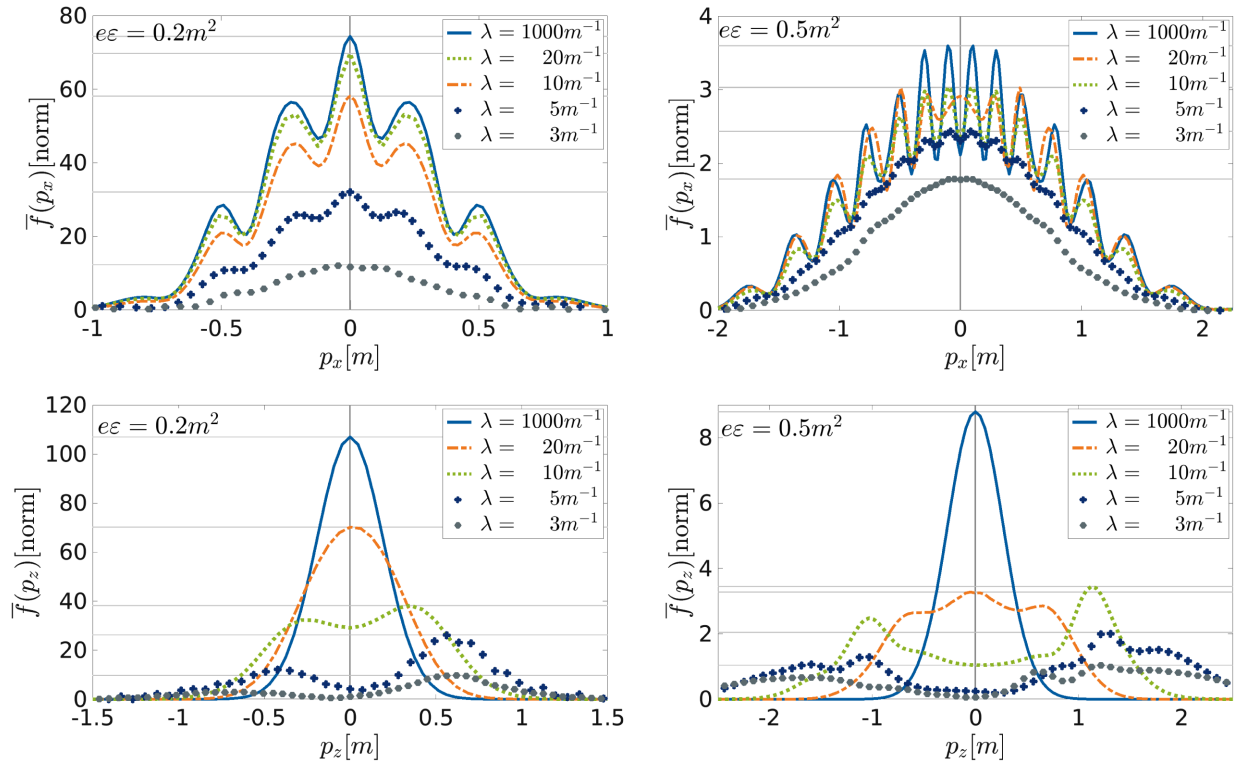 eε = 0.2m²
λ = 1000m⁻¹
λ = 20m⁻¹
λ = 10m⁻¹
λ = 5m⁻¹
λ = 3m⁻¹
80
60
40
20
0
f̅(pₓ)[norm]
-1 -0.5 0 0.5 1
pₓ[m]
eε = 0.5m²
λ = 1000m⁻¹
λ = 20m⁻¹
λ = 10m⁻¹
λ = 5m⁻¹
λ = 3m⁻¹
4
3
2
1
0
f̅(pₓ)[norm]
-2 -1 0 1 2
pₓ[m]
eε = 0.2m²
λ = 1000m⁻¹
λ = 20m⁻¹
λ = 10m⁻¹
λ = 5m⁻¹
λ = 3m⁻¹
120
100
80
60
40
20
0
f̅(p_z)[norm]
-1.5 -1 -0.5 0 0.5 1 1.5
p_z[m]
eε = 0.5m²
λ = 1000m⁻¹
λ = 20m⁻¹
λ = 10m⁻¹
λ = 5m⁻¹
λ = 3m⁻¹
8
6
4
2
0
f̅(p_z)[norm]
-2 -1 0 1 2
p_z[m]